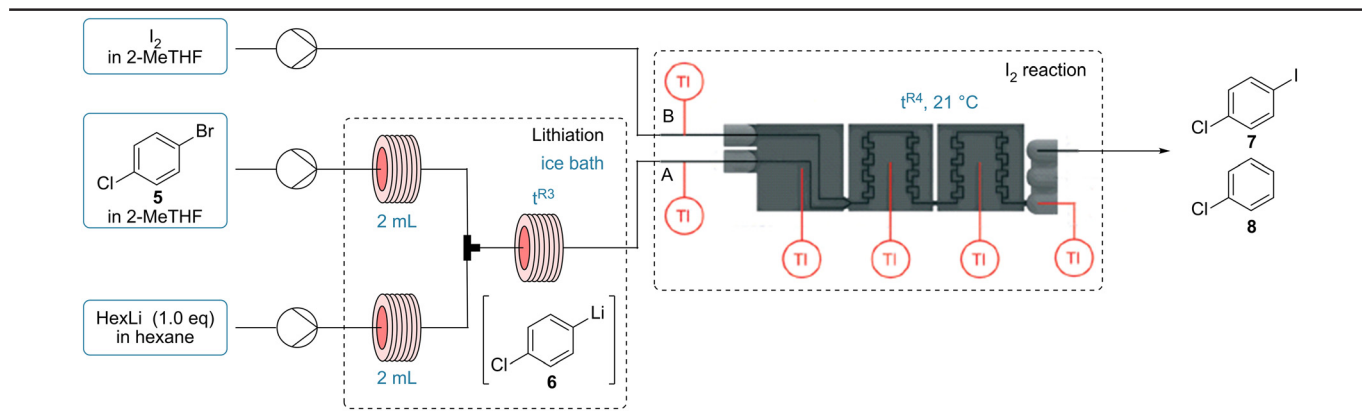 I2
in 2-MeTHF
Br
Cl
5
in 2-MeTHF
HexLi (1.0 eq)
in hexane
Lithiation
ice bath
2 mL
2 mL
tR3
Li
Cl
6
I2 reaction
tR4, 21 °C
TI
B
A
TI
TI
TI
TI
TI
I
Cl
7
Cl
8